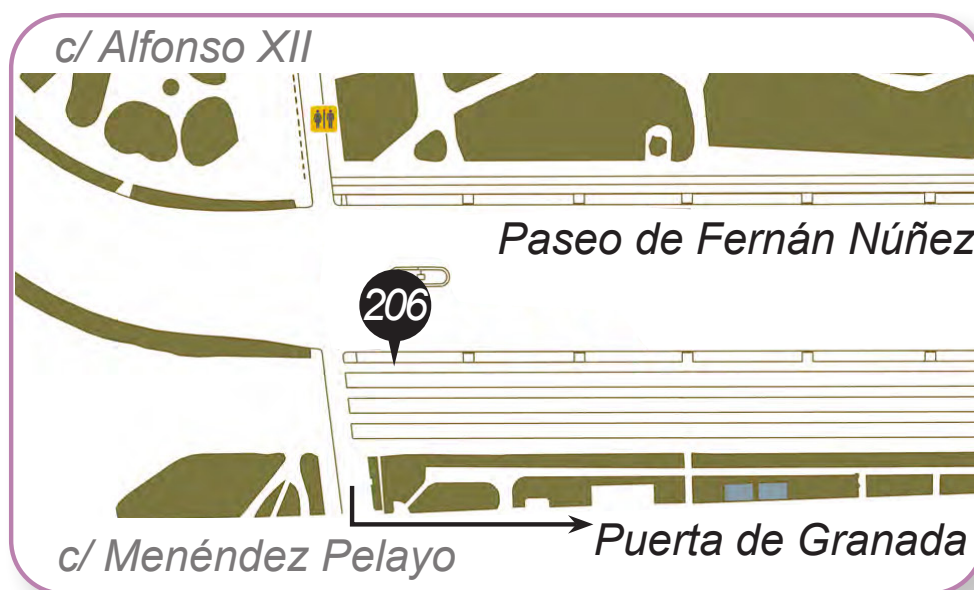 c/ Alfonso XII
Paseo de Fernán Núñez
206
Puerta de Granada
c/ Menéndez Pelayo